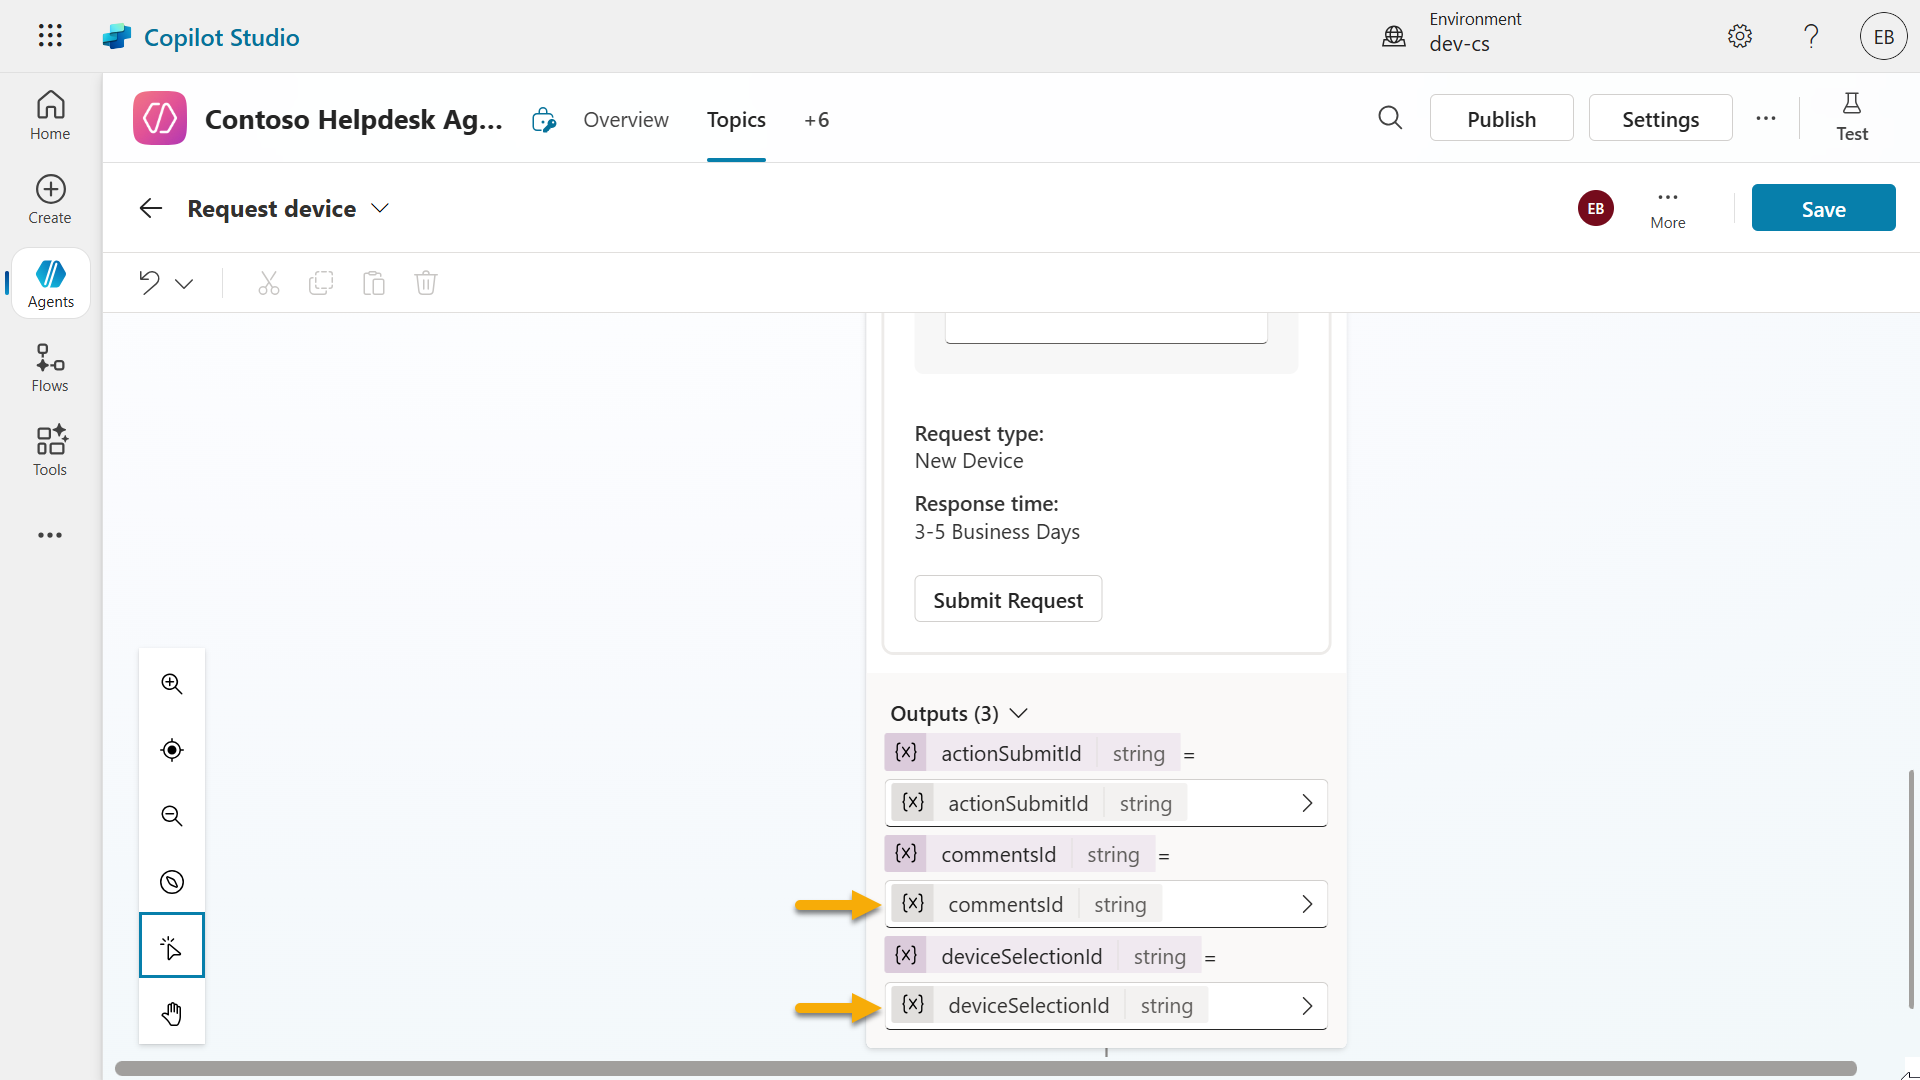 Copilot Studio
Environment
dev-cs
EB
Home
Create
Agents
Flows
Tools
Contoso Helpdesk Ag...
Overview
Topics
+6
Publish
Settings
Test
Request device
EB
More
Save
Request type:
New Device
Response time:
3-5 Business Days
Submit Request
Outputs (3)
{x} actionSubmitId string =
{x} actionSubmitId string
{x} commentsId string =
{x} commentsId string
{x} deviceSelectionId string =
{x} deviceSelectionId string